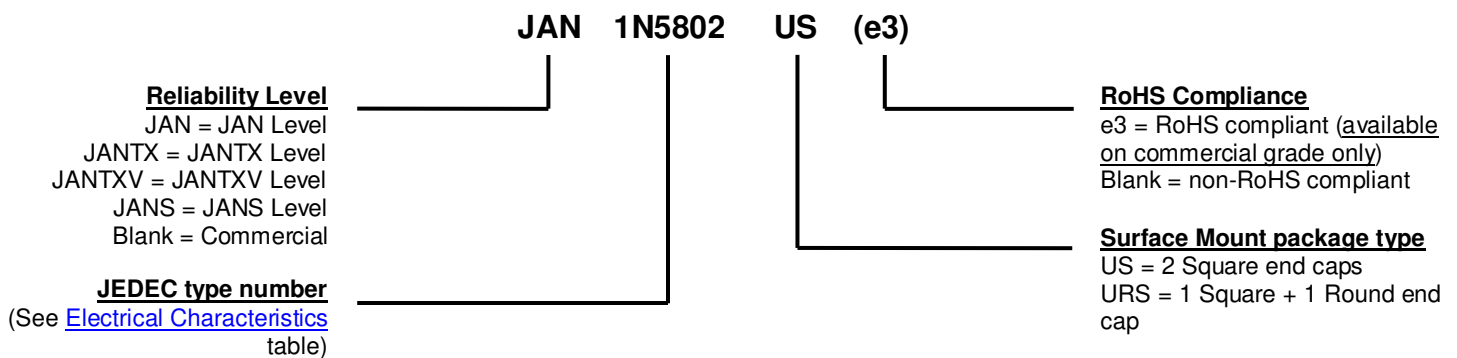 JAN 1N5802 US (e3)
Reliability Level
JAN = JAN Level
JANTX = JANTX Level
JANTXV = JANTXV Level
JANS = JANS Level
Blank = Commercial
JEDEC type number
(See Electrical Characteristics
table)
RoHS Compliance
e3 = RoHS compliant (available
on commercial grade only)
Blank = non-RoHS compliant
Surface Mount package type
US = 2 Square end caps
URS = 1 Square + 1 Round end
cap